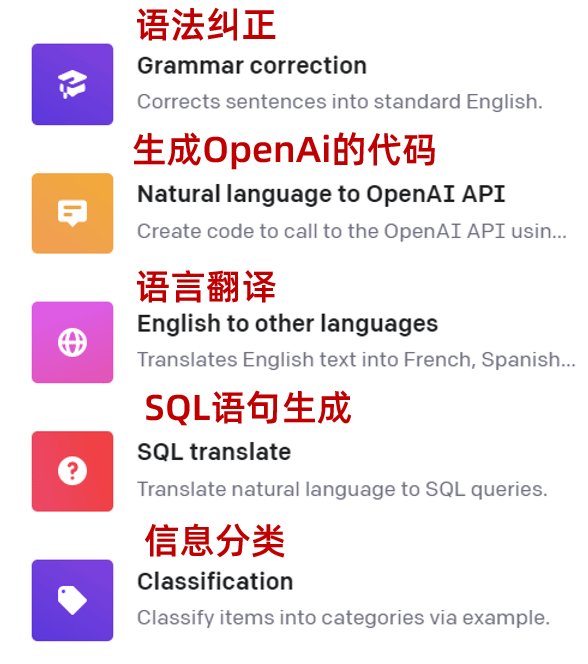 语法纠正
Grammar correction
Corrects sentences into standard English.
生成OpenAi的代码
Natural language to OpenAI API
Create code to call to the OpenAI API usin...
语言翻译
English to other languages
Translates English text into French, Spanish...
SQL语句生成
SQL translate
Translate natural language to SQL queries.
信息分类
Classification
Classify items into categories via example.